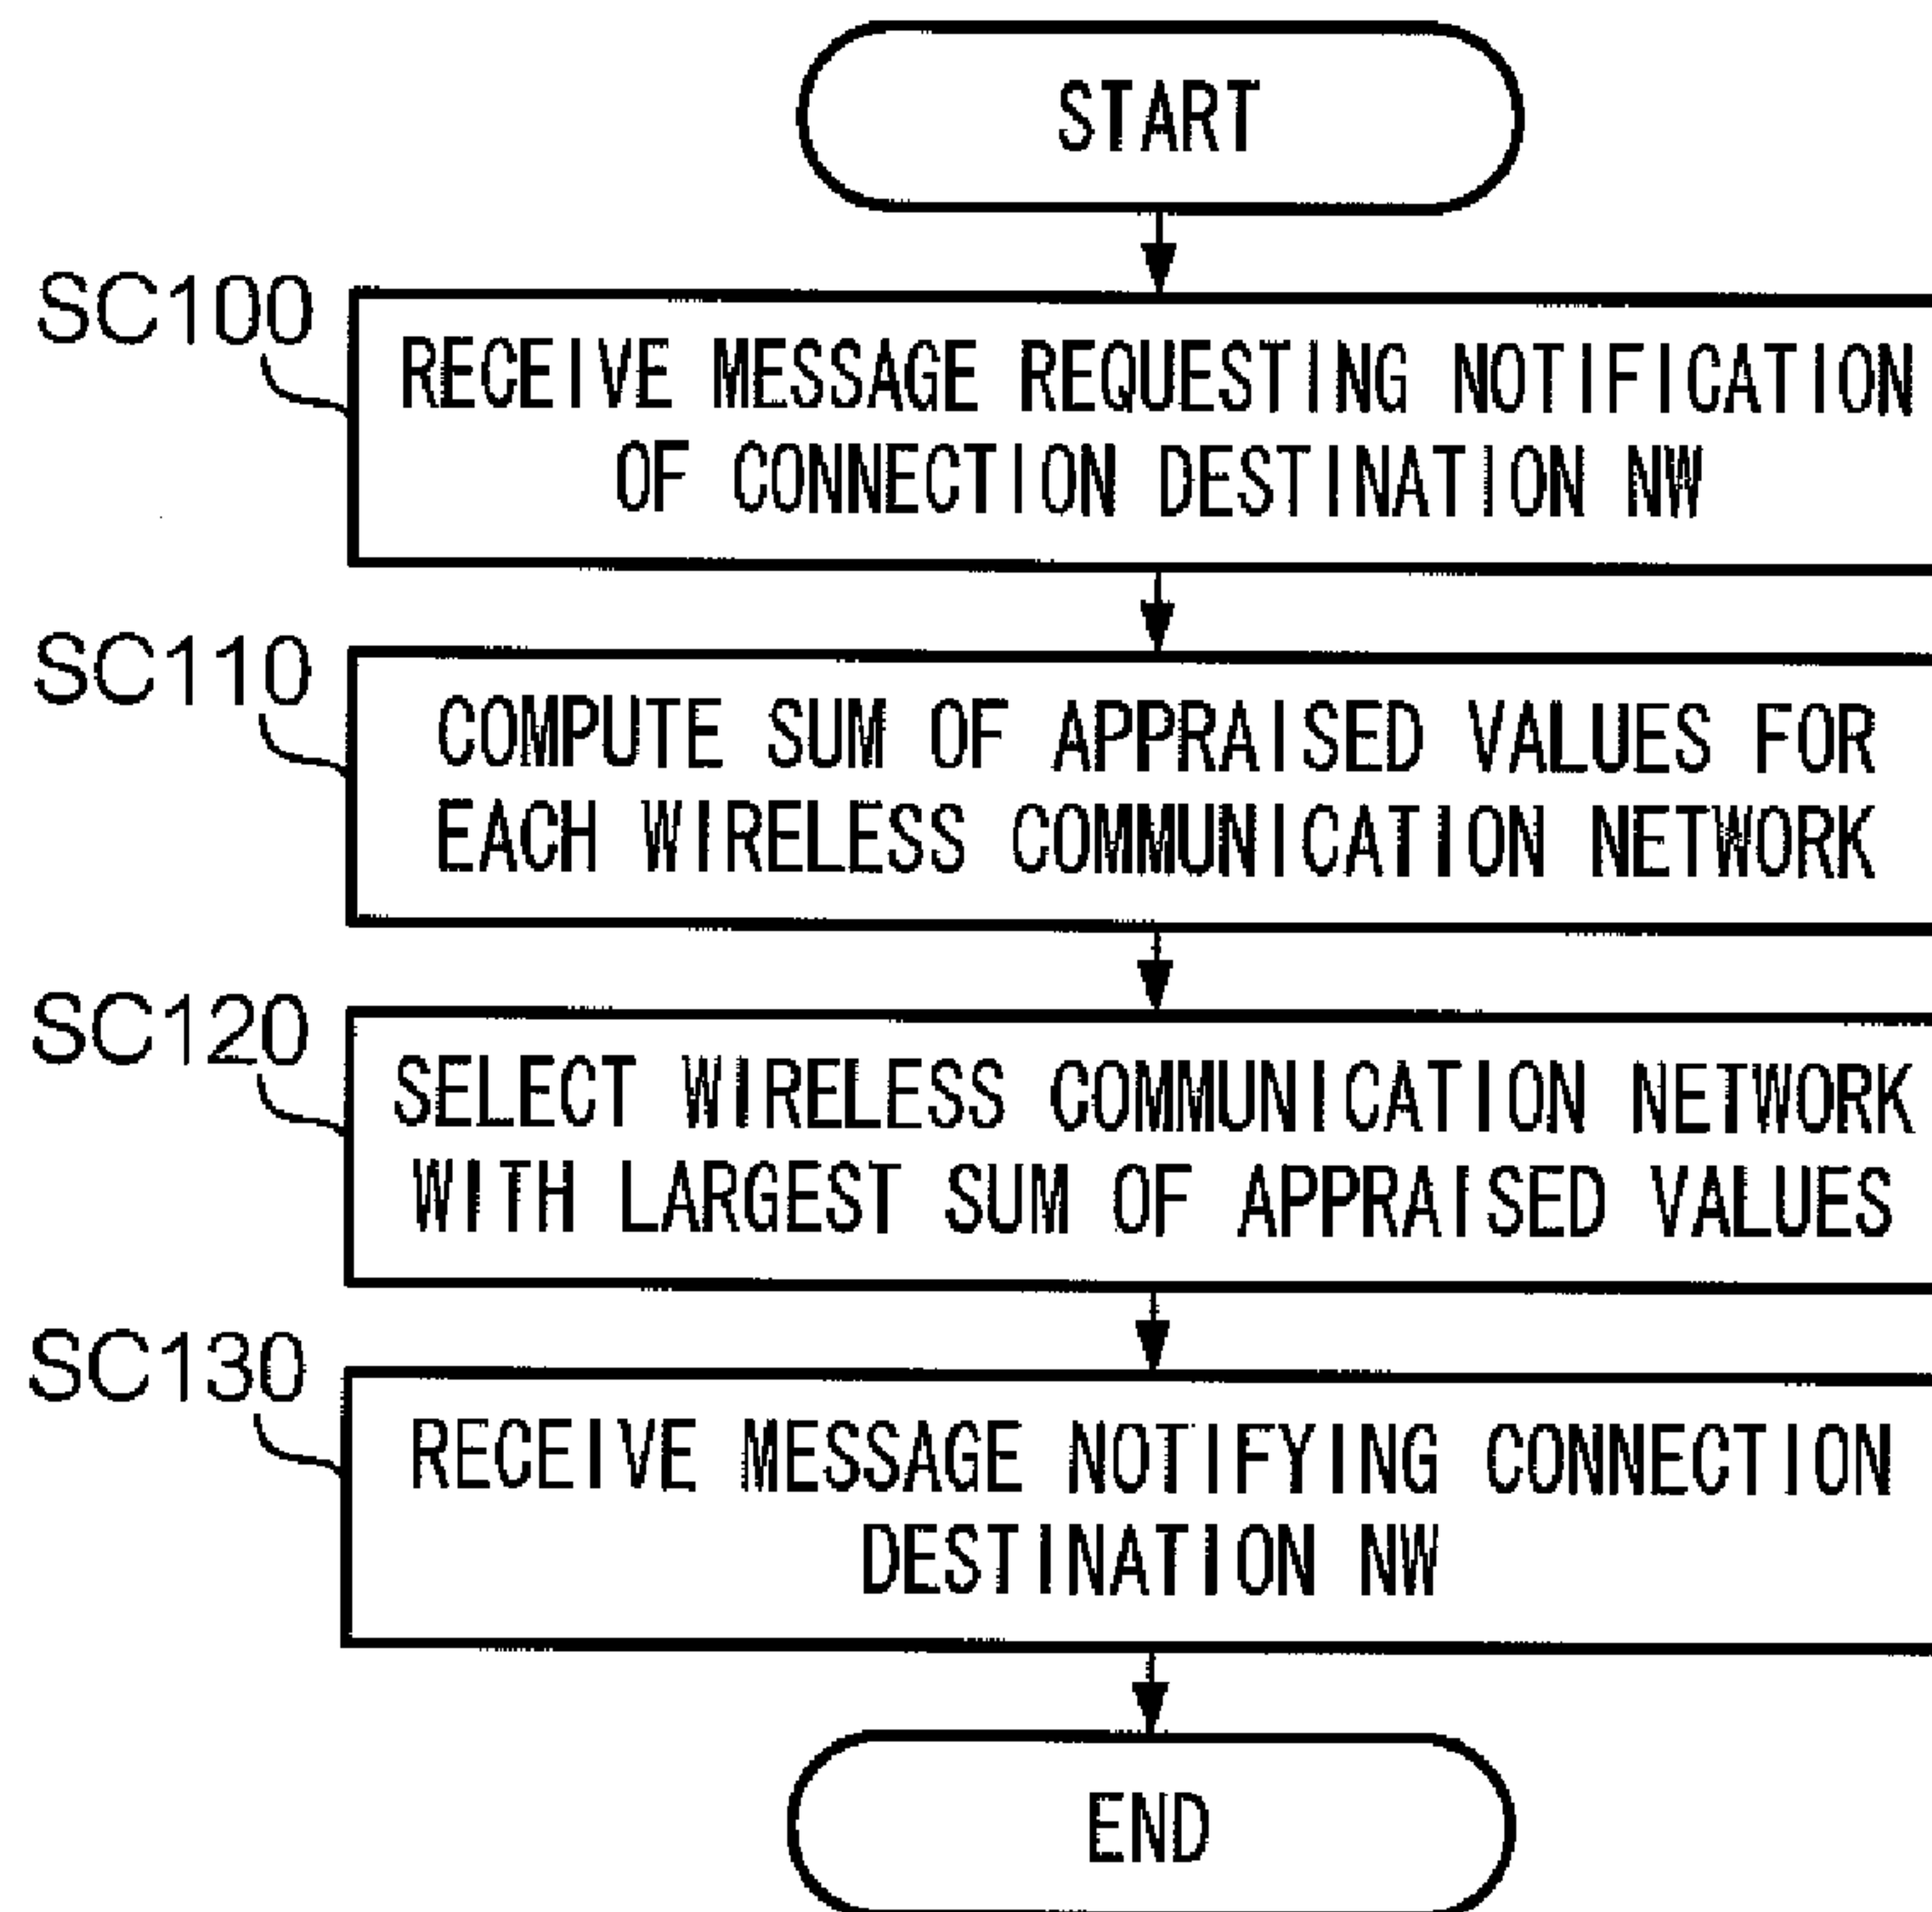 START
SC100
RECEIVE MESSAGE REQUESTING NOTIFICATION
OF CONNECTION DESTINATION NW
SC110
COMPUTE SUM OF APPRAISED VALUES FOR
EACH WIRELESS COMMUNICATION NETWORK
SC120
SELECT WIRELESS COMMUNICATION NETWORK
WITH LARGEST SUM OF APPRAISED VALUES
SC130
RECEIVE MESSAGE NOTIFYING CONNECTION
DESTINATION NW
END